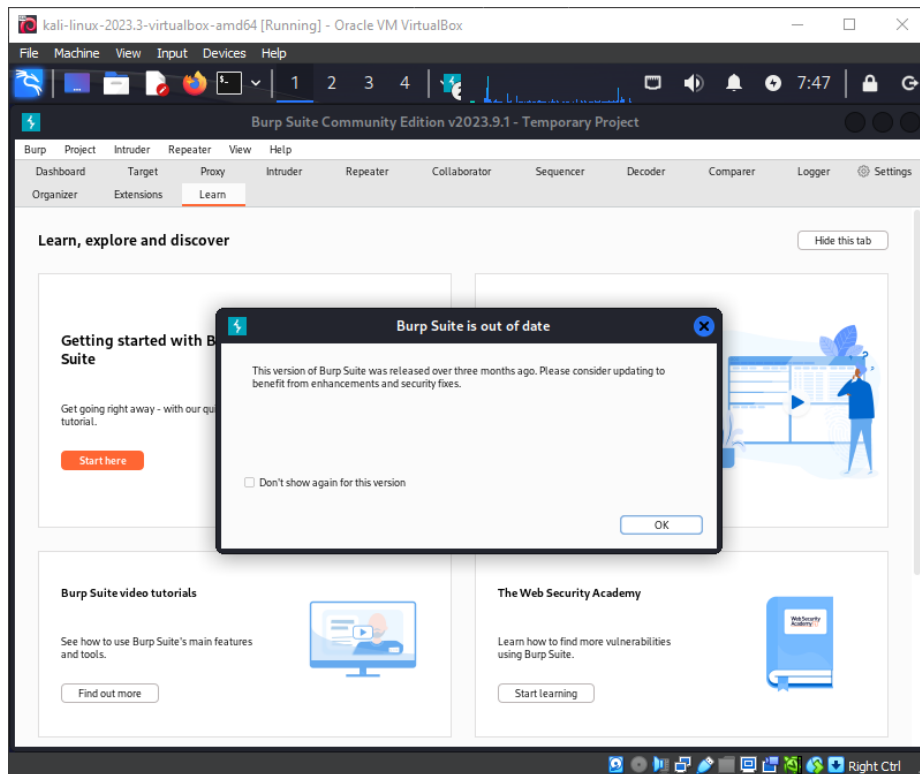 kali-linux-2023.3-virtualbox-amd64 [Running] - Oracle VM VirtualBox
File Machine View Input Devices Help
1 2 3 4 7:47
Burp Suite Community Edition v2023.9.1 - Temporary Project
Burp Project Intruder Repeater View Help
Dashboard Target Proxy Intruder Repeater Collaborator Sequencer Decoder Comparer Logger Settings
Organizer Extensions Learn
Learn, explore and discover
Hide this tab
Getting started with B
Suite
Get going right away - with our qu
tutorial.
Start here
Burp Suite is out of date
This version of Burp Suite was released over three months ago. Please consider updating to
benefit from enhancements and security fixes.
Don't show again for this version
OK
Burp Suite video tutorials
See how to use Burp Suite's main features
and tools.
Find out more
The Web Security Academy
Learn how to find more vulnerabilities
using Burp Suite.
Start learning
Web Security
Academy
Right Ctrl